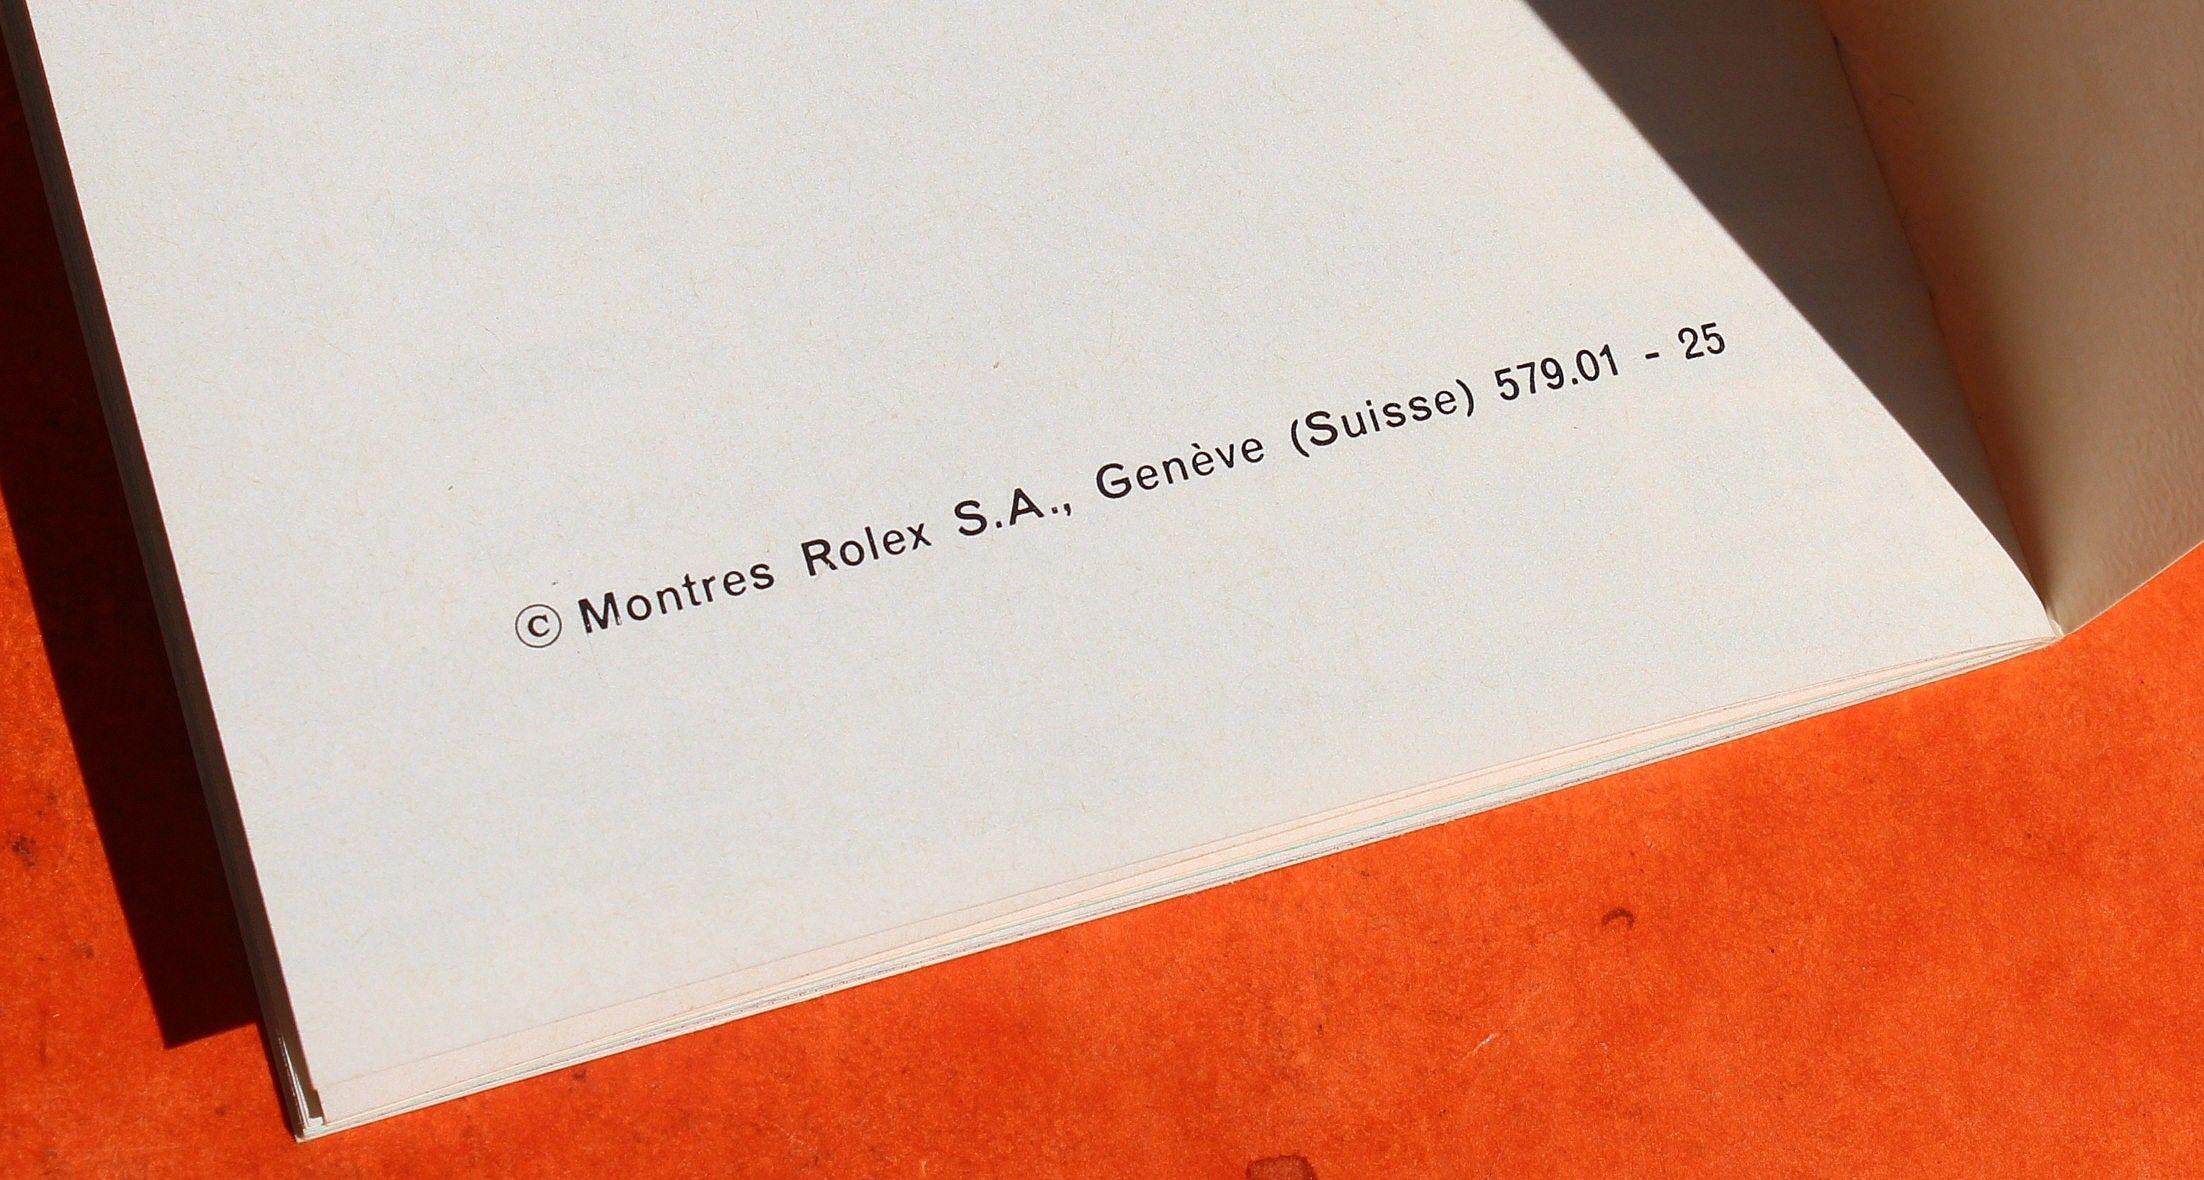 © Montres Rolex S.A., Genève (Suisse) 579.01 - 25